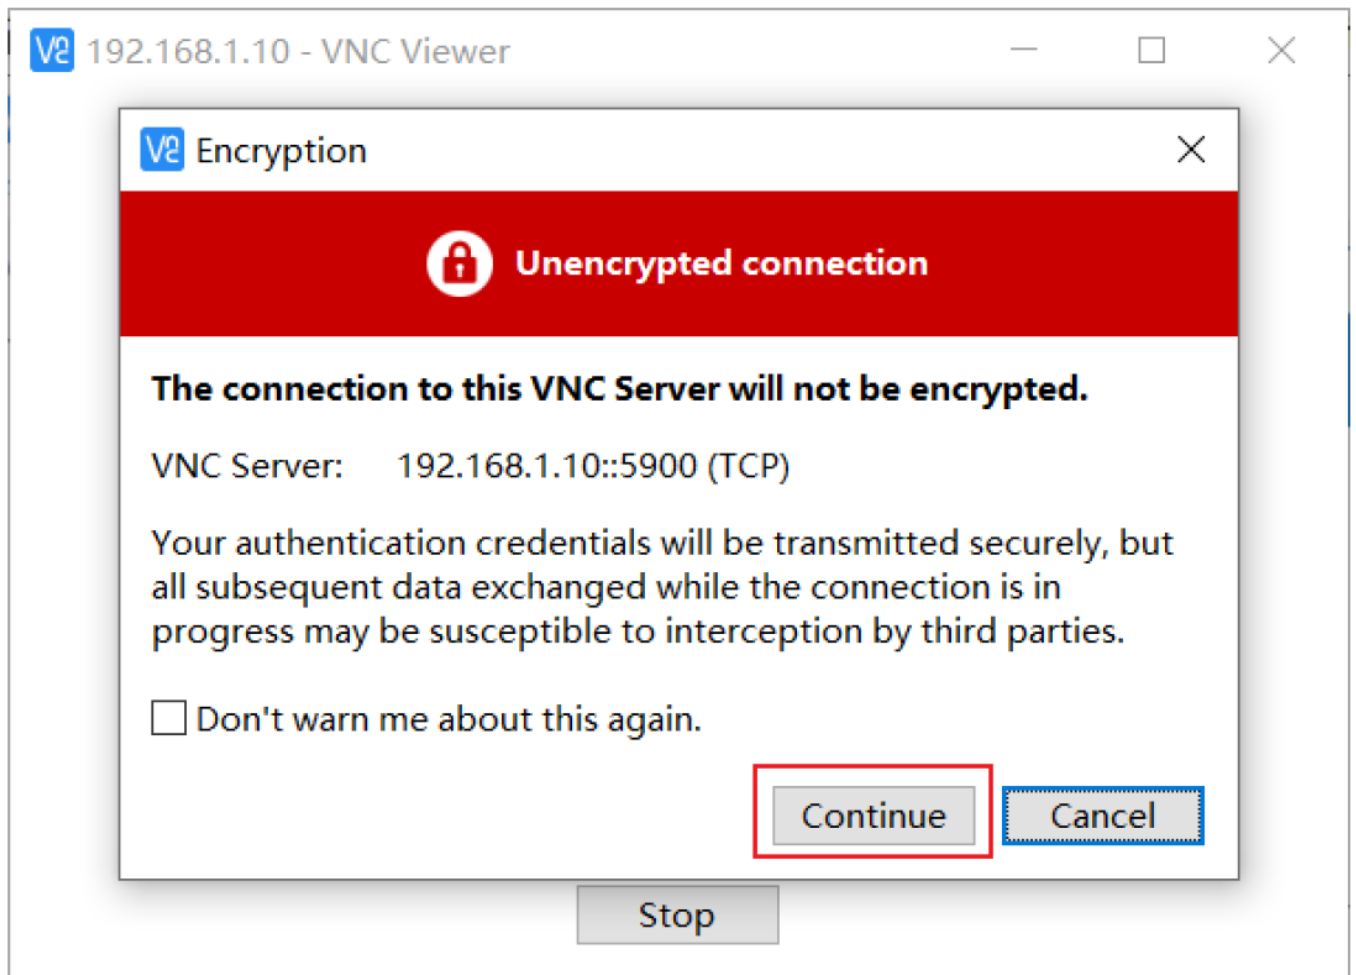 V2 192.168.1.10 - VNC Viewer
V2 Encryption
Unencrypted connection
The connection to this VNC Server will not be encrypted.
VNC Server: 192.168.1.10::5900 (TCP)
Your authentication credentials will be transmitted securely, but
all subsequent data exchanged while the connection is in
progress may be susceptible to interception by third parties.
Don't warn me about this again.
Continue Cancel
Stop